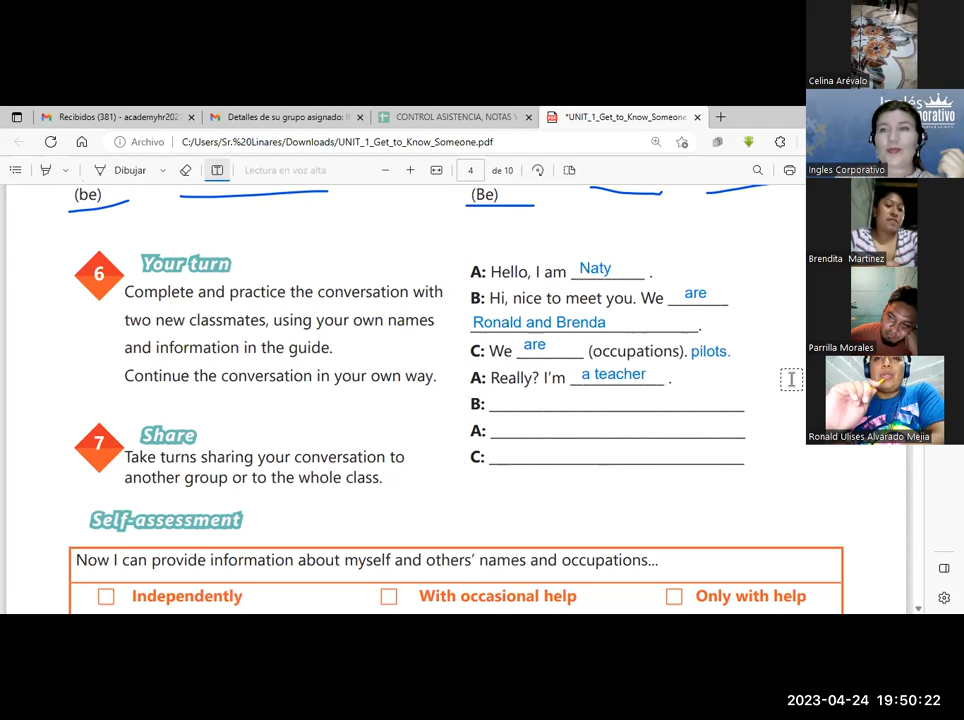 Recibidos (381) - academyhr202
Detalles de su grupo asignado: II
CONTROL ASISTENCIA, NOTAS Y
*UNIT_1_Get_to_Know_Someone.
Archivo
C:/Users/Sr.%20Linares/Downloads/UNIT_1_Get_to_Know_Someone.pdf
Dibujar
Lectura en voz alta
4
de 10
(be)
(Be)
6
Your turn
Complete and practice the conversation with
two new classmates, using your own names
and information in the guide.
Continue the conversation in your own way.
7
Share
Take turns sharing your conversation to
another group or to the whole class.
A: Hello, I am Naty .
B: Hi, nice to meet you. We are
Ronald and Brenda .
C: We are (occupations). pilots.
A: Really? I'm a teacher .
B:
A:
C:
Self-assessment
Now I can provide information about myself and others' names and occupations...
Independently
With occasional help
Only with help
Celina Arévalo
Inglés
Ingles Corporativo
Brendita Martinez
Parrilla Morales
Ronald Ulises Alvarado Mejia
2023-04-24 19:50:22